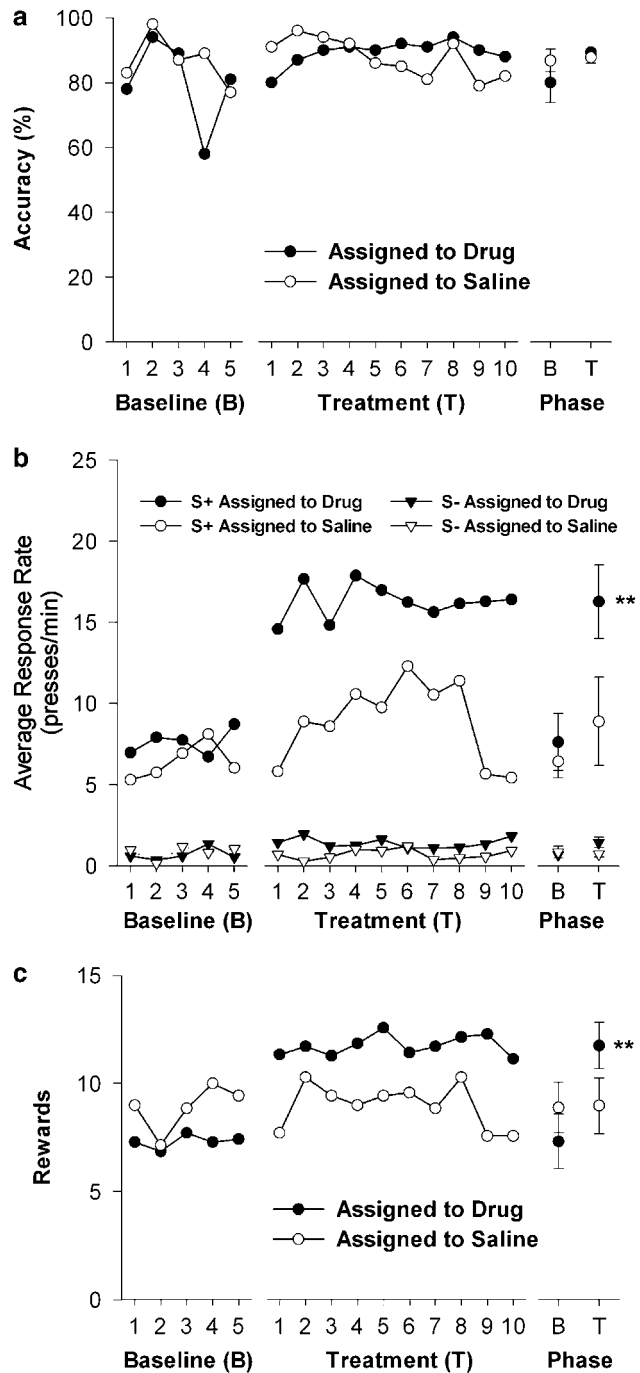 a
100
80
60
40
20
0
Accuracy (%)
Assigned to Drug
Assigned to Saline
1 2 3 4 5 1 2 3 4 5 6 7 8 9 10 B T
Baseline (B) Treatment (T) Phase
b
25
20
15
10
5
0
Average Response Rate
(presses/min)
S+ Assigned to Drug S- Assigned to Drug
S+ Assigned to Saline S- Assigned to Saline
**
1 2 3 4 5 1 2 3 4 5 6 7 8 9 10 B T
Baseline (B) Treatment (T) Phase
c
15
10
5
0
Rewards
**
Assigned to Drug
Assigned to Saline
1 2 3 4 5 1 2 3 4 5 6 7 8 9 10 B T
Baseline (B) Treatment (T) Phase